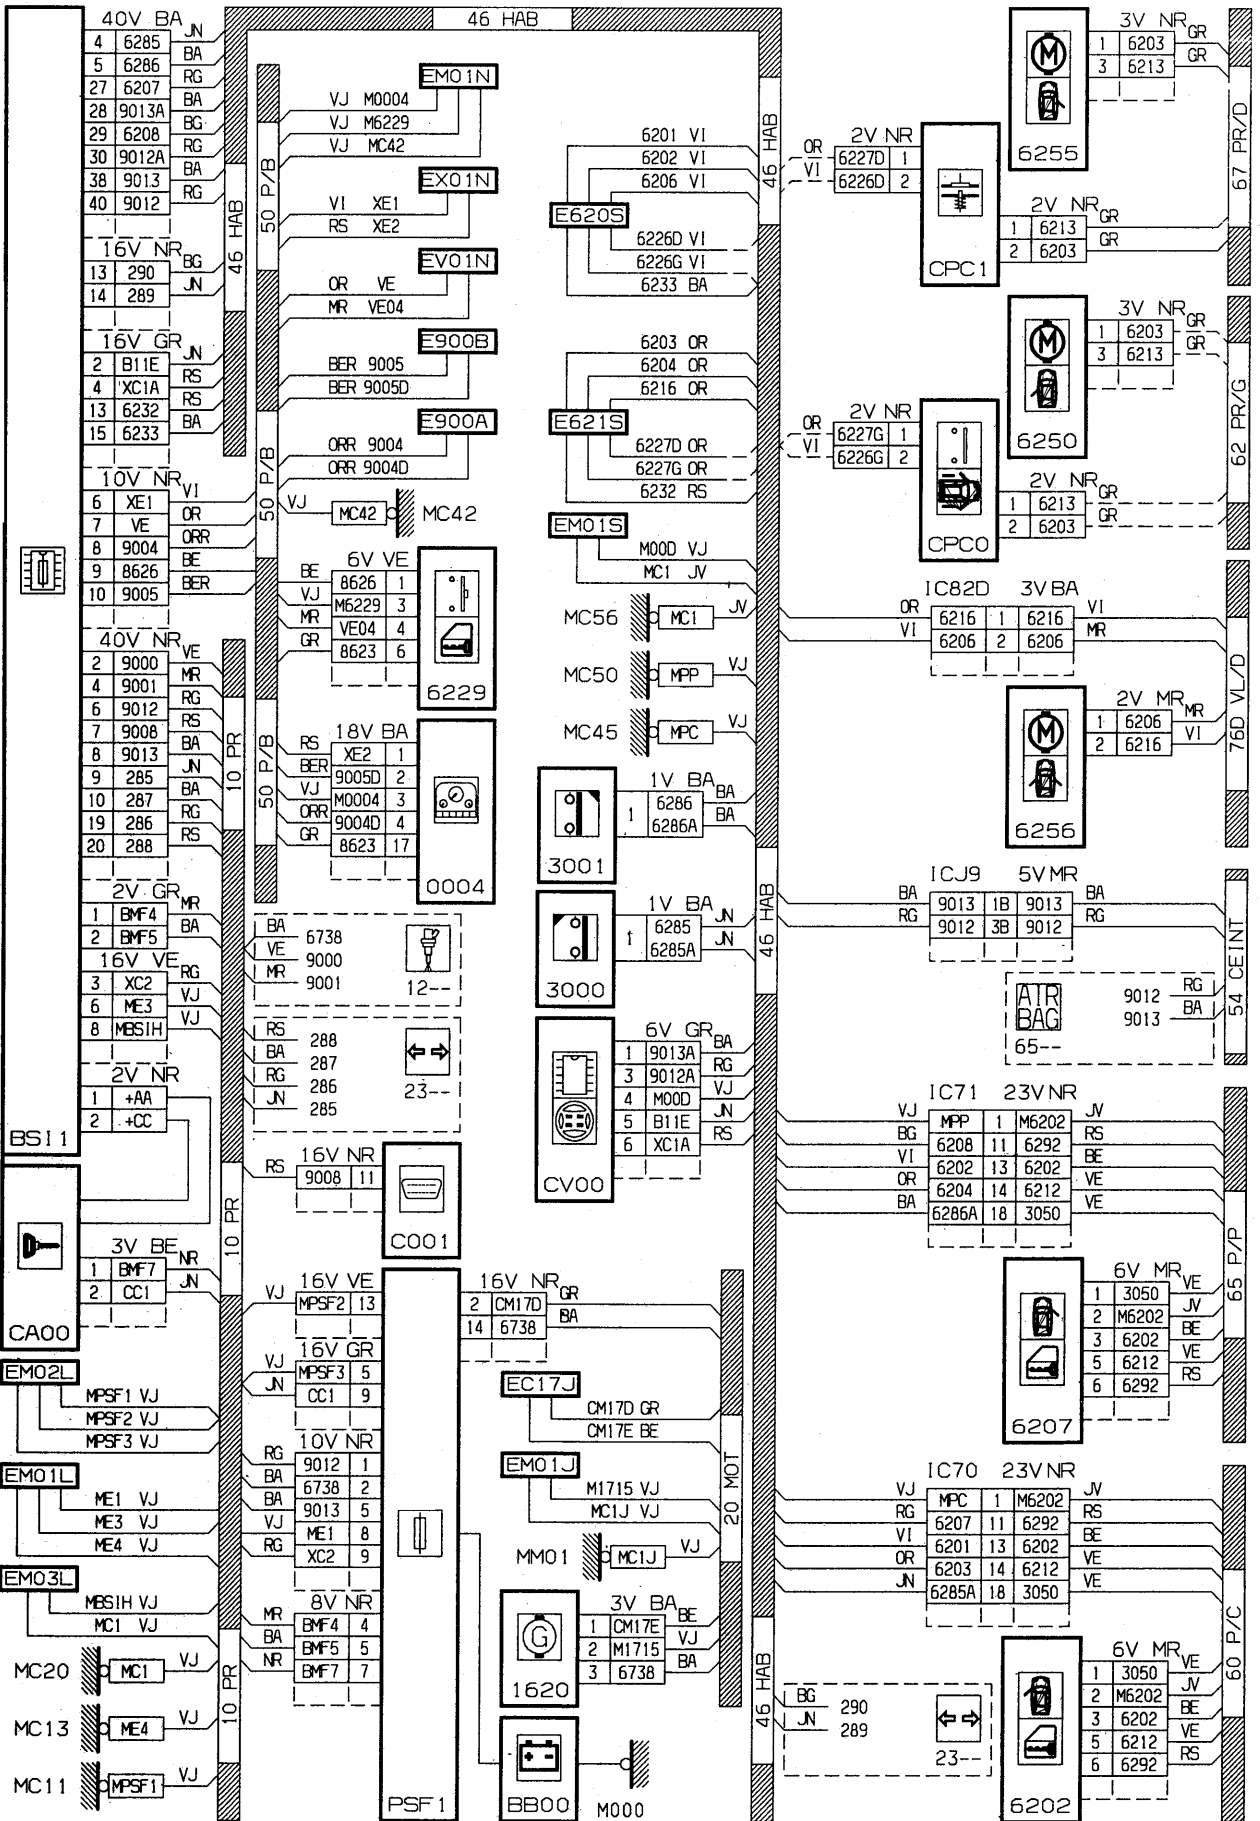 46 HAB
40V BA
4 6285 JN
5 6286 BA
27 6207 RG
28 9013A BA
29 6208 BG
30 9012A RG
38 9013 BA
40 9012 RG
16V NR
13 290 BG
14 289 JN
16V GR
2 B11E JN
4 XC1A RS
13 6232 RS
15 6233 BA
10V NR
6 XE1 VI
7 VE OR
8 9004 ORR
9 8626 BE
10 9005 BER
40V NR
2 9000 VE
4 9001 MR
6 9012 RG
7 9008 RS
8 9013 BA
9 285 JN
10 287 BA
19 286 RG
20 288 RS
2V GR
1 BMF4 MR
2 BMF5 BA
16V VE
3 XC2 RG
6 ME3 VJ
8 MBSIH VJ
2V NR
1 +AA
2 +CC
BSI1
3V BE
1 BMF7 NR
2 CC1 JN
CA00
EM02L
MPSF1 VJ
MPSF2 VJ
MPSF3 VJ
EM01L
ME1 VJ
ME3 VJ
ME4 VJ
EM03L
MBSIH VJ
MC1 VJ
MC20 MC1 VJ
MC13 ME4 VJ
MC11 MPSF1 VJ
46 HAB
10 PR
10 PR
10 PR
50 P/B
50 P/B
50 P/B
EM01N
VJ M0004
VJ M6229
VJ MC42
EX01N
VI XE1
RS XE2
EV01N
OR VE
MR VE04
E900B
BER 9005
BER 9005D
E900A
ORR 9004
ORR 9004D
VJ MC42 MC42
6V VE
BE 8626 1
VJ M6229 3
MR VE04 4
GR 8623 6
6229
18V BA
RS XE2 1
BER 9005D 2
VJ M0004 3
ORR 9004D 4
GR 8623 17
0004
BA 6738
VE 9000
MR 9001
12--
RS 288
BA 287
RG 286
JN 285
23--
16V NR
RS 9008 11
C001
16V VE
VJ MPSF2 13
16V GR
VJ MPSF3 5
JN CC1 9
10V NR
RG 9012 1
BA 6738 2
BA 9013 5
VJ ME1 8
RG XC2 9
8V NR
MR BMF4 4
BA BMF5 5
NR BMF7 7
PSF1
16V NR
2 CM17D GR
14 6738 BA
EC17J
CM17D GR
CM17E BE
EM01J
M1715 VJ
MC1J VJ
MM01 MC1J VJ
3V BA
1 CM17E BE
2 M1715 VJ
3 6738 BA
1620
BB00
M000
20 MOT
6201 VI
6202 VI
6206 VI
E620S
6226D VI
6226G VI
6233 BA
6203 OR
6204 OR
6216 OR
E621S
6227D OR
6227G OR
6232 RS
EM01S
M00D VJ
MC1 JV
MC56 MC1 JV
MC50 MPP VJ
MC45 MPC VJ
1V BA
1 6286 BA
6286A BA
3001
1V BA
1 6285 JN
6285A JN
3000
6V GR
1 9013A BA
3 9012A RG
4 M00D VJ
5 B11E JN
6 XC1A RS
CV00
46 HAB
46 HAB
46 HAB
3V NR
1 6203 GR
3 6213 GR
M
6255
2V NR
OR 6227D 1
VI 6226D 2
2V NR
1 6213 GR
2 6203 GR
CPC1
67 PR/D
3V NR
1 6203 GR
3 6213 GR
M
6250
2V NR
OR 6227G 1
VI 6226G 2
2V NR
1 6213 GR
2 6203 GR
CPC0
62 PR/G
IC82D 3V BA
OR 6216 1 6216 VI
VI 6206 2 6206 MR
2V MR
1 6206 MR
2 6216 VI
M
6256
76D VL/D
ICJ9 5V MR
BA 9013 1B 9013 BA
RG 9012 3B 9012 RG
AIR BAG
9012 RG
9013 BA
65--
54 CEINT
IC71 23V NR
VJ MPP 1 M6202 JV
BG 6208 11 6292 RS
VI 6202 13 6202 BE
OR 6204 14 6212 VE
BA 6286A 18 3050 VE
6V MR
1 3050 VE
2 M6202 JV
3 6202 BE
5 6212 VE
6 6292 RS
6207
65 P/P
IC70 23V NR
VJ MPC 1 M6202 JV
RG 6207 11 6292 RS
VI 6201 13 6202 BE
OR 6203 14 6212 VE
JN 6285A 18 3050 VE
BG 290
JN 289
23--
6V MR
1 3050 VE
2 M6202 JV
3 6202 BE
5 6212 VE
6 6292 RS
6202
60 P/C
G